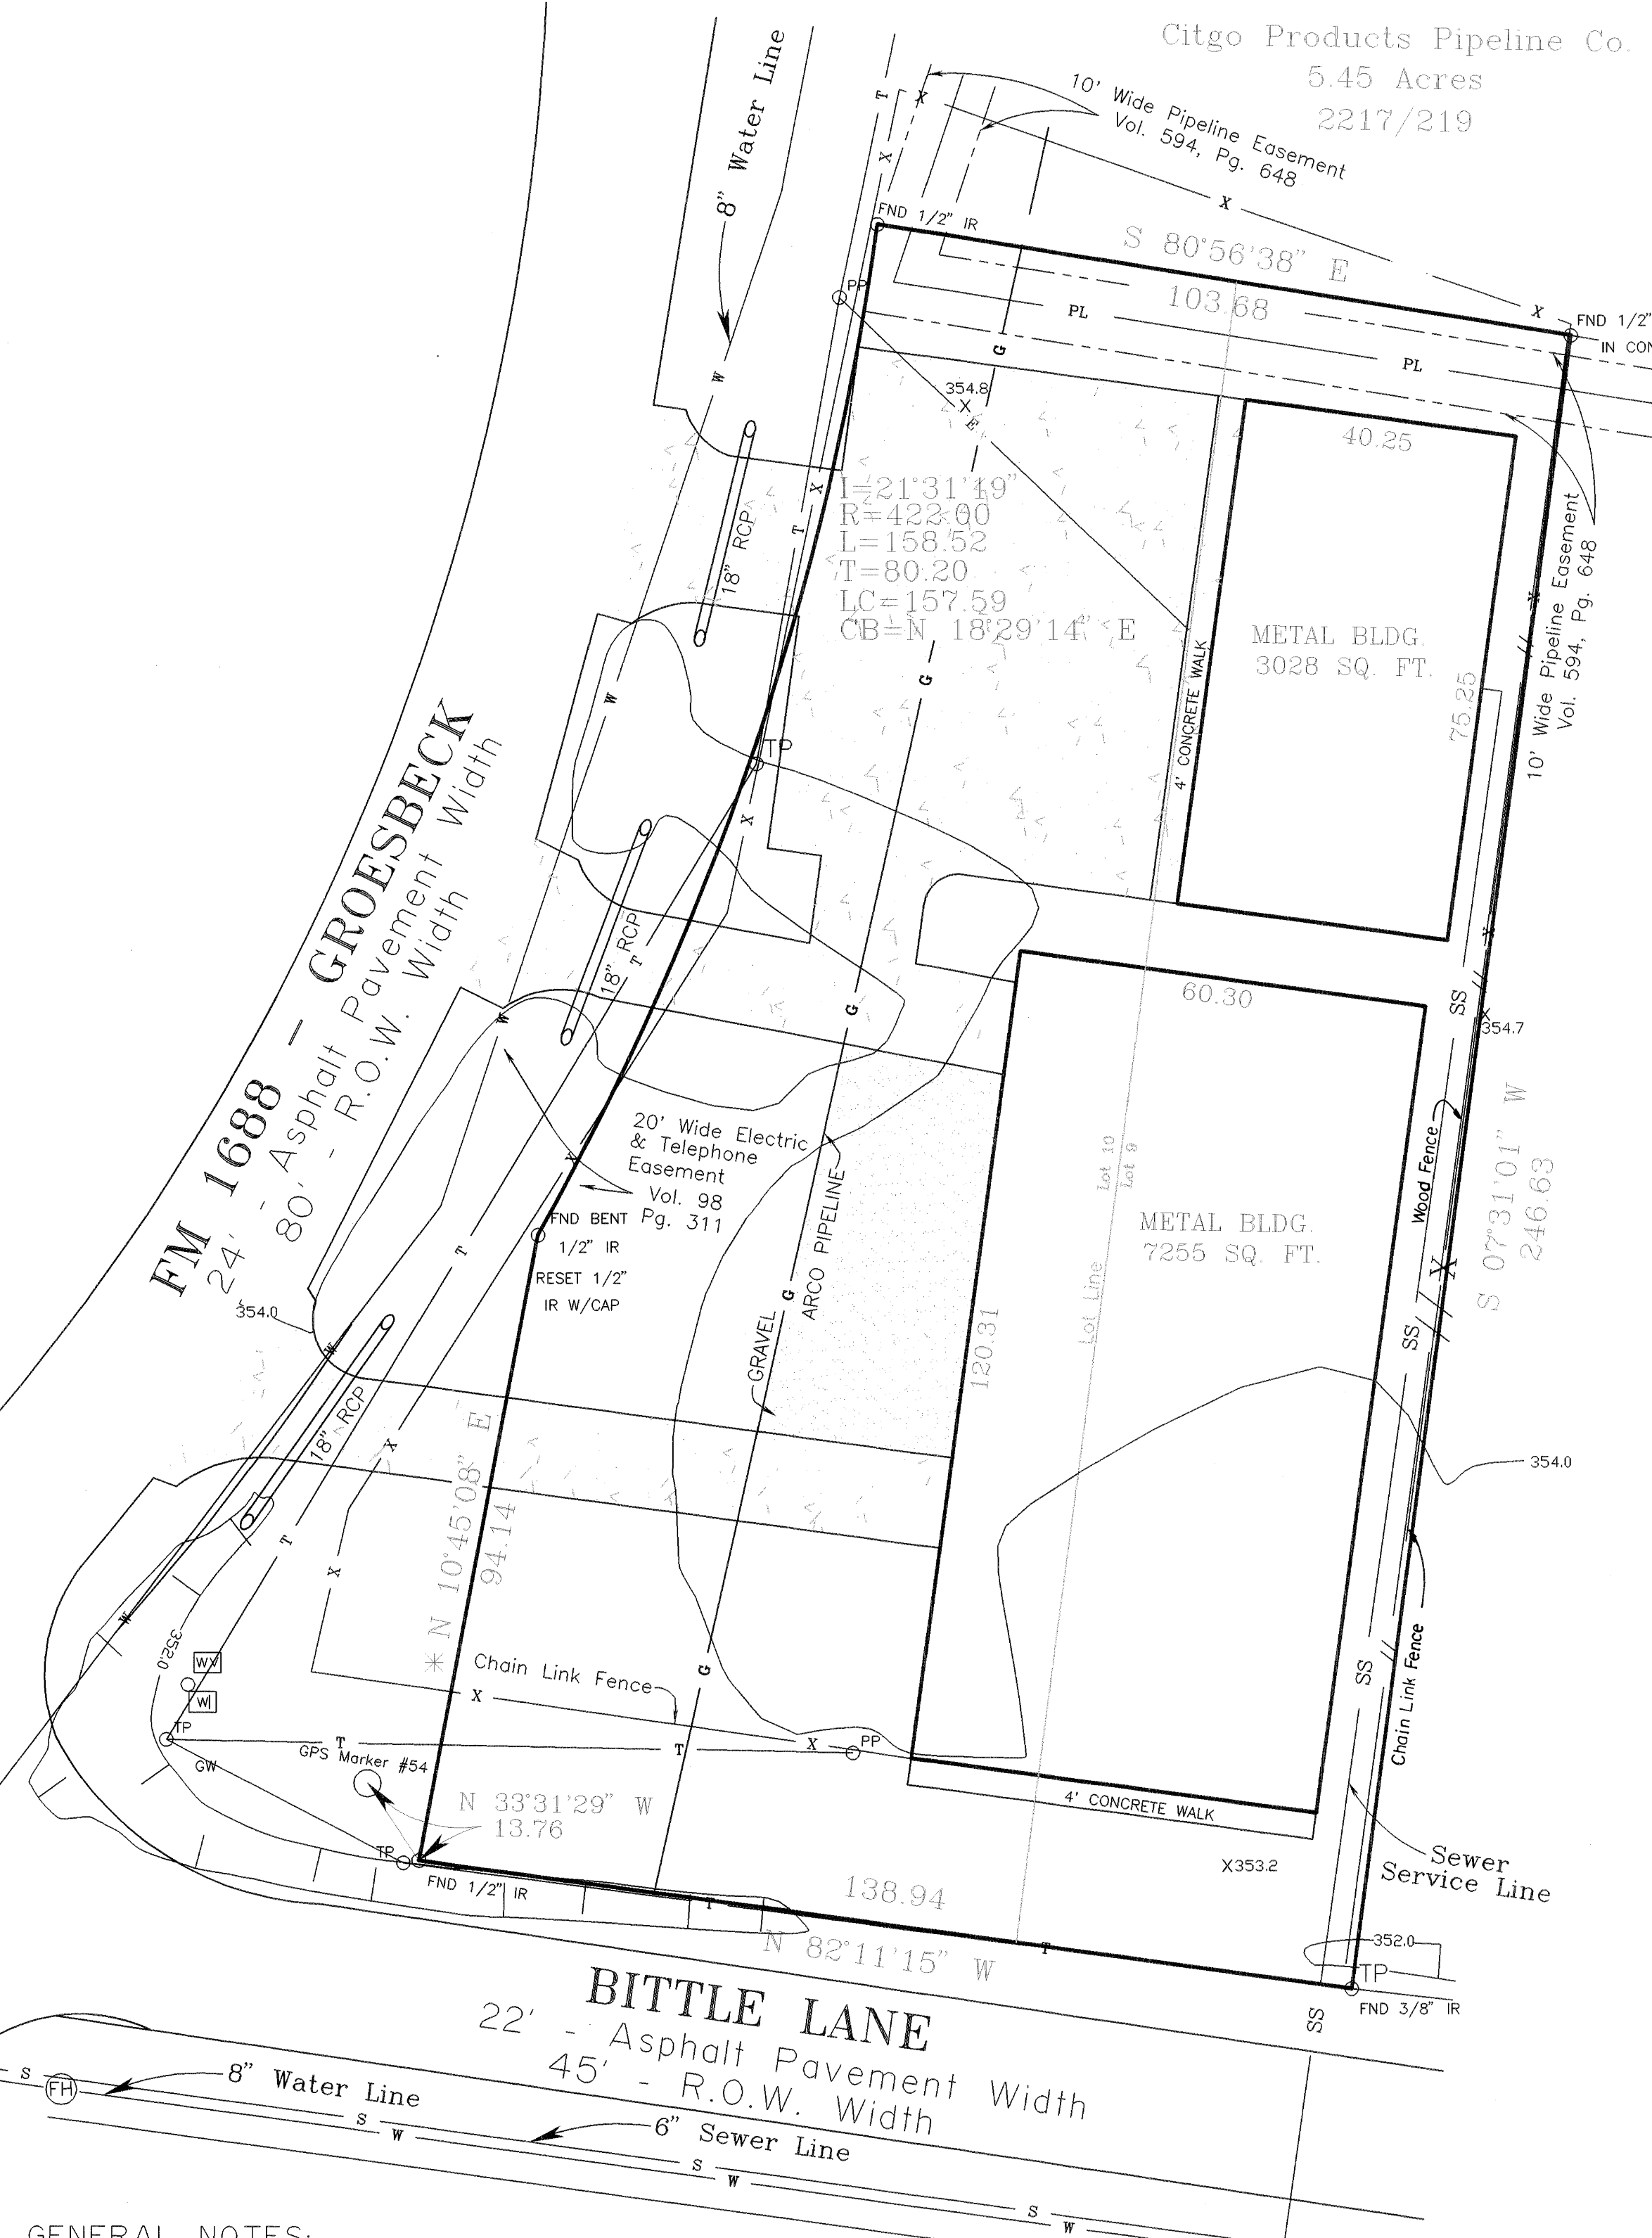 Citgo Products Pipeline Co.
5.45 Acres
2217/219
8" Water Line
10' Wide Pipeline Easement
Vol. 594, Pg. 648
T
X
X
X
X
FND 1/2" IR
S 80°56'38" E
103.68
PP
PL
PL
FND 1/2"
IN CON
G
W
354.8
X
E
40.25
I=21°31'49"
R=422.00
L=158.52
T=80.20
LC=157.59
CB=N 18°29'14" E
18" RCP
X
T
G
METAL BLDG.
3028 SQ. FT.
75.25
4' CONCRETE WALK
10' Wide Pipeline Easement
Vol. 594, Pg. 648
X
W
TP
X
FM 1688 - GROESBECK
24' - Asphalt Pavement Width
80' - R.O.W. Width
18" RCP
T
W
G
60.30
X
SS
X
354.7
20' Wide Electric
& Telephone
Easement
Vol. 98
Pg. 311
X
FND BENT
1/2" IR
RESET 1/2"
IR W/CAP
T
G
ARCO PIPELINE
GRAVEL
Lot 10
Lot 9
Lot Line
METAL BLDG.
7255 SQ. FT.
120.31
Wood Fence
S 07°31'01" W
246.63
X
SS
354.0
W
18" RCP
X
T
X
* N 10°45'08" E
94.14
354.0
W
352.0
WV
WI
TP
GW
T
GPS Marker #54
Chain Link Fence
X
T
X
PP
G
SS
Chain Link Fence
4' CONCRETE WALK
N 33°31'29" W
13.76
TP
FND 1/2" IR
X353.2
Sewer
Service Line
138.94
T
N 82°11'15" W
T
352.0
TP
FND 3/8" IR
SS
BITTLE LANE
22' - Asphalt Pavement Width
45' - R.O.W. Width
S
FH
8" Water Line
S
W
6" Sewer Line
S
W
S
W
GENERAL NOTES: